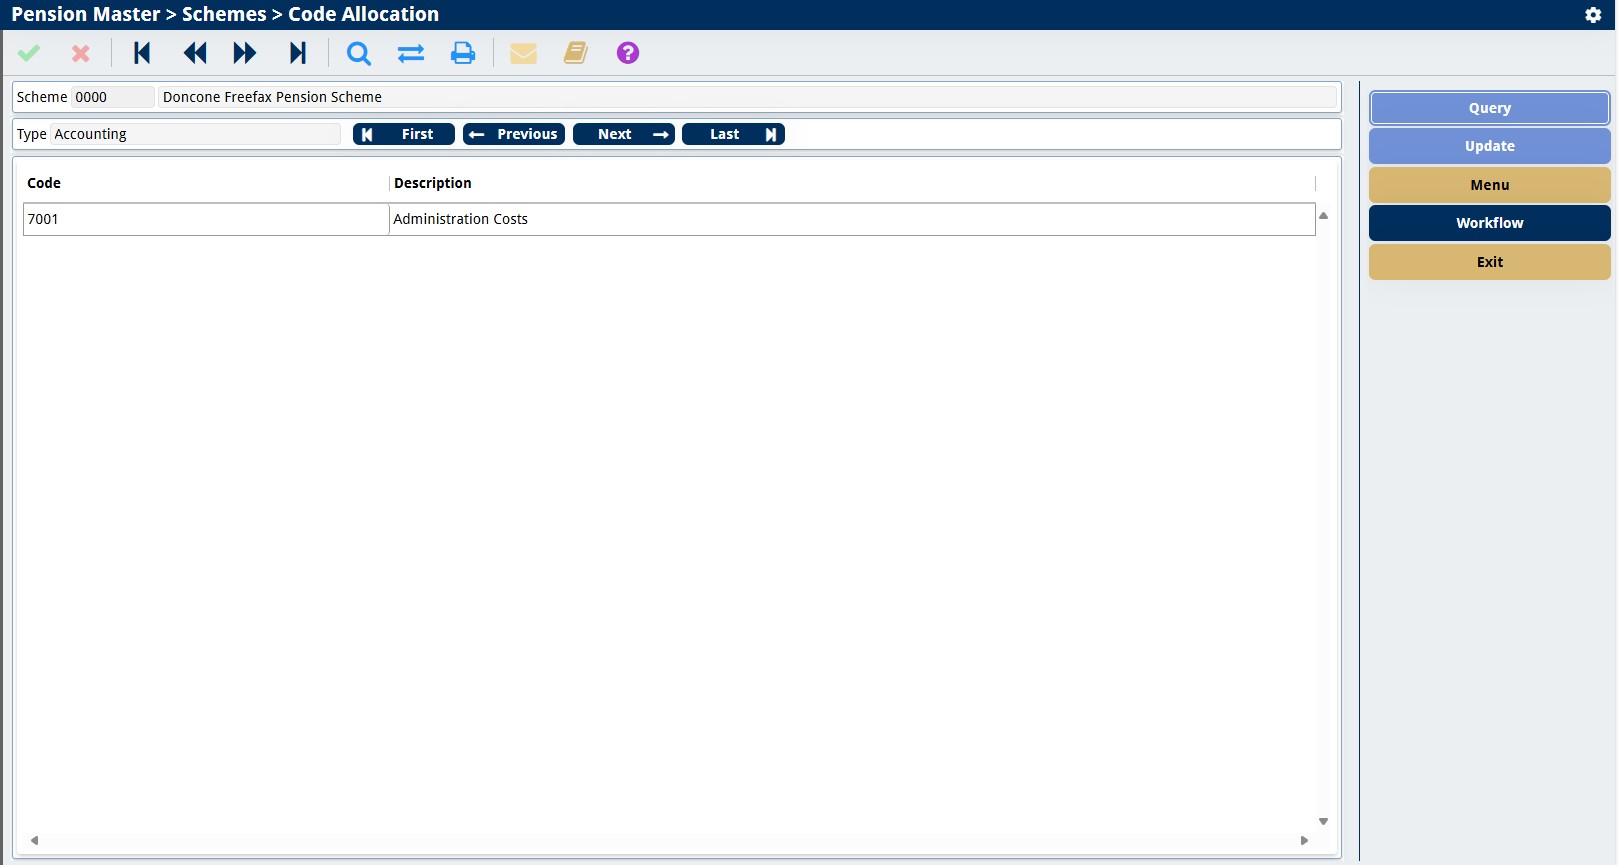 Pension Master > Schemes > Code Allocation
?
Scheme 0000 Doncone Freefax Pension Scheme
Type Accounting First Previous Next Last
Code Description
7001 Administration Costs
Query
Update
Menu
Workflow
Exit